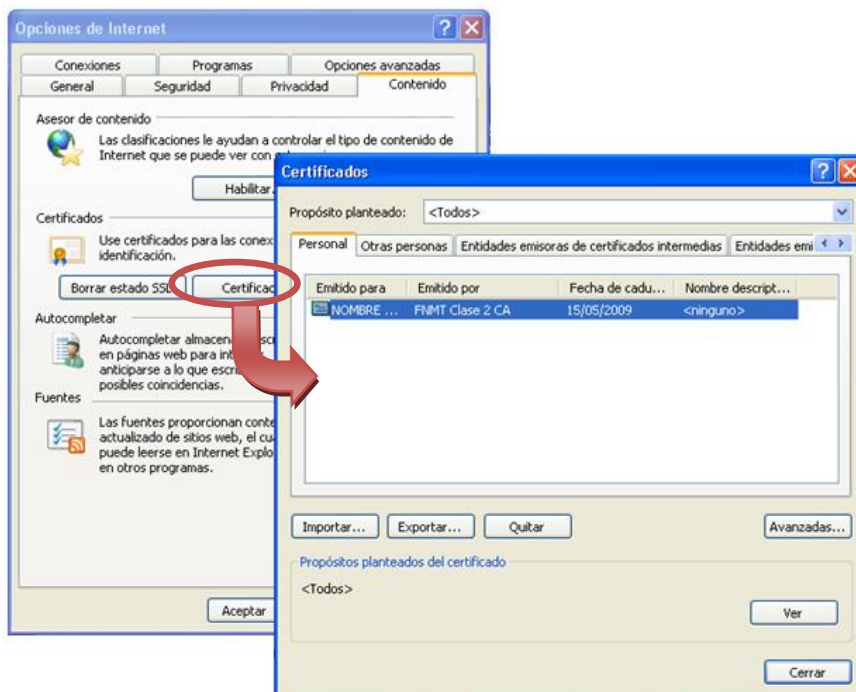 Opciones de Internet
Conexiones Programas Opciones avanzadas
General Seguridad Privacidad Contenido
Asesor de contenido
Las clasificaciones le ayudan a controlar el tipo de contenido de
Internet que se puede ver con
Habilitar.
Certificados
Use certificados para las conex
identificación.
Borrar estado SSL Certificad
Autocompletar
Autocompletar almacena
en páginas web para
anticiparse a lo que escri
posibles coincidencias.
Fuentes
Las fuentes proporcionan conte
actualizado de sitios web, el cu
puede leerse en Internet Explo
en otros programas.
Aceptar
Certificados
Propósito planteado: <Todos>
Personal Otras personas Entidades emisoras de certificados intermedias Entidades emi
Emitido para Emitido por Fecha de cadu... Nombre descript...
NOMBRE ... FNMT Clase 2 CA 15/05/2009 <ninguno>
Importar... Exportar... Quitar Avanzadas...
Propósitos planteados del certificado
<Todos>
Ver
Cerrar